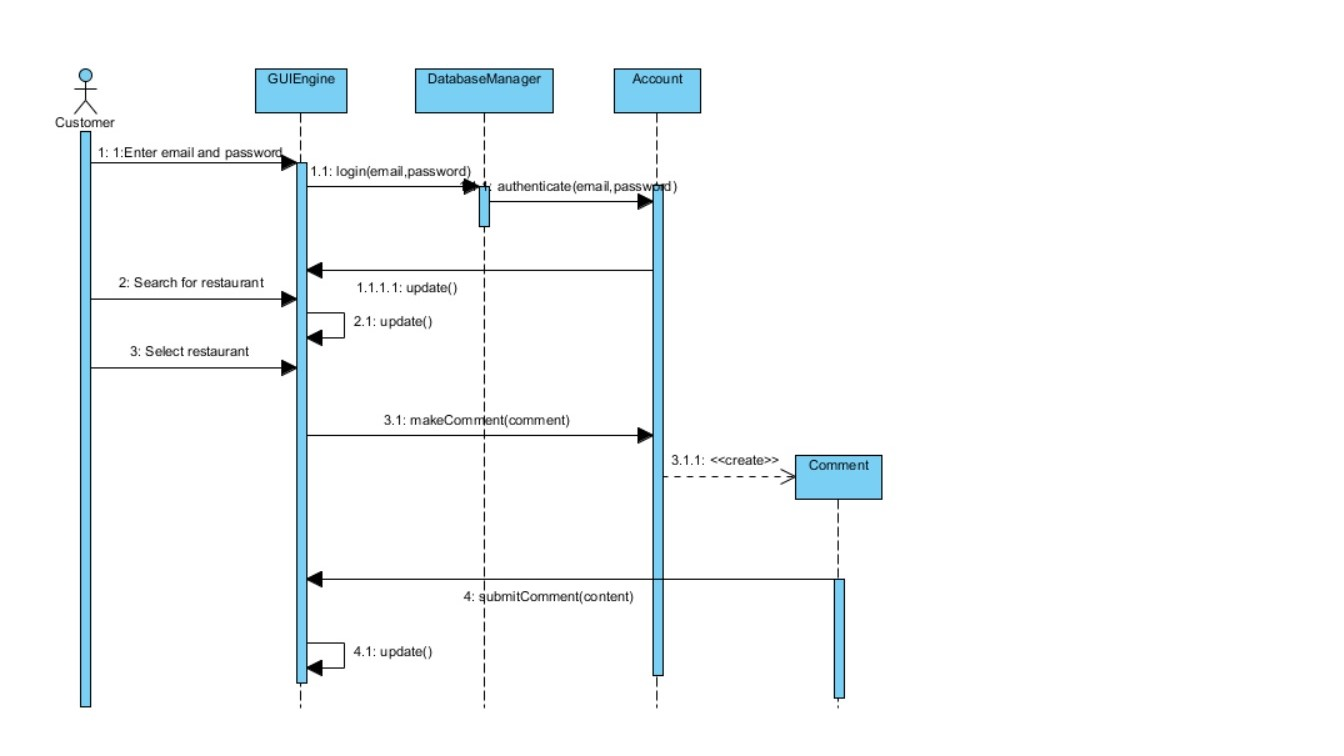 GUIEngine
DatabaseManager
Account
Customer
1: 1:Enter email and password
1.1: login(email,password)
authenticate(email,password)
1.1.1.1: update()
2: Search for restaurant
2.1: update()
3: Select restaurant
3.1: makeComment(comment)
3.1.1: <<create>>
Comment
4: submitComment(content)
4.1: update()